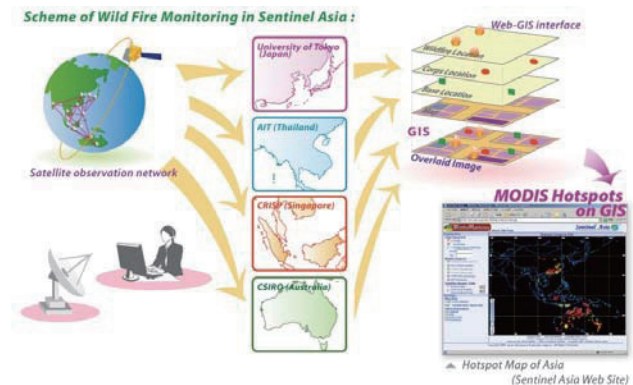 Scheme of Wild Fire Monitoring in Sentinel Asia :
Satellite observation network
University of Tokyo
(Japan)
AIT (Thailand)
CRISP (Singapore)
CSIRO (Australia)
Web-GIS interface
Wildfire Location
Corps Location
Base Location
GIS
Overlaid Image
MODIS Hotspots
on GIS
Sentinel Asia
Hotspot Map of Asia
(Sentinel Asia Web Site)